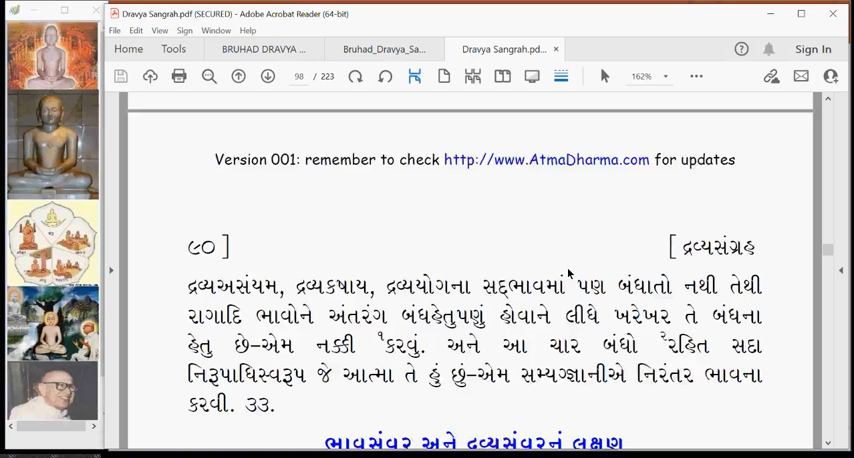 Dravya Sangrah.pdf (SECURED) - Adobe Acrobat Reader (64-bit)
File Edit View Sign Window Help
Home Tools BRUHAD DRAVYA ... Bruhad_Dravya_Sa... Dravya Sangrah.pd... × Sign In
98 / 223 162%
Version 001: remember to check http://www.AtmaDharma.com for updates
૯૦ ] [ દ્રવ્યસંગ્રહ
દ્રવ્યઅસંયમ, દ્રવ્યકષાય, દ્રવ્યયોગના સદ્ભાવમાં પણ બંધાતો નથી તેથી
રાગાદિ ભાવોને અંતરંગ બંધહેતુપણું હોવાને લીધે ખરેખર તે બંધના
હેતુ છે–એમ નક્કી ૧કરવું. અને આ ચાર બંધો ૨રહિત સદા
નિરૂપાધિસ્વરૂપ જે આત્મા તે હું છું–એમ સમ્યગ્જ્ઞાનીએ નિરંતર ભાવના
કરવી. ૩૩.
ભાવસંવર અને દ્રવ્યસંવરનું લક્ષણ